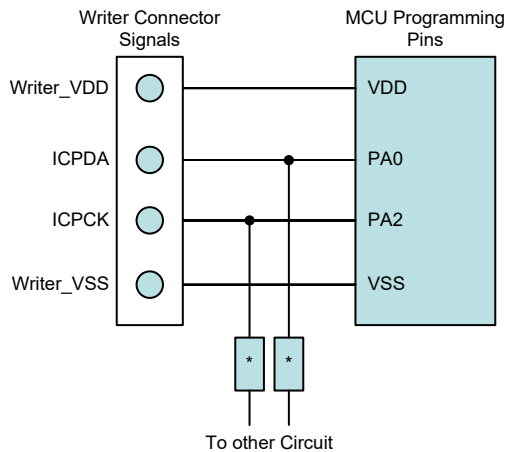 Writer Connector
Signals
MCU Programming
Pins
Writer_VDD
VDD
ICPDA
PA0
ICPCK
PA2
Writer_VSS
VSS
* *
To other Circuit